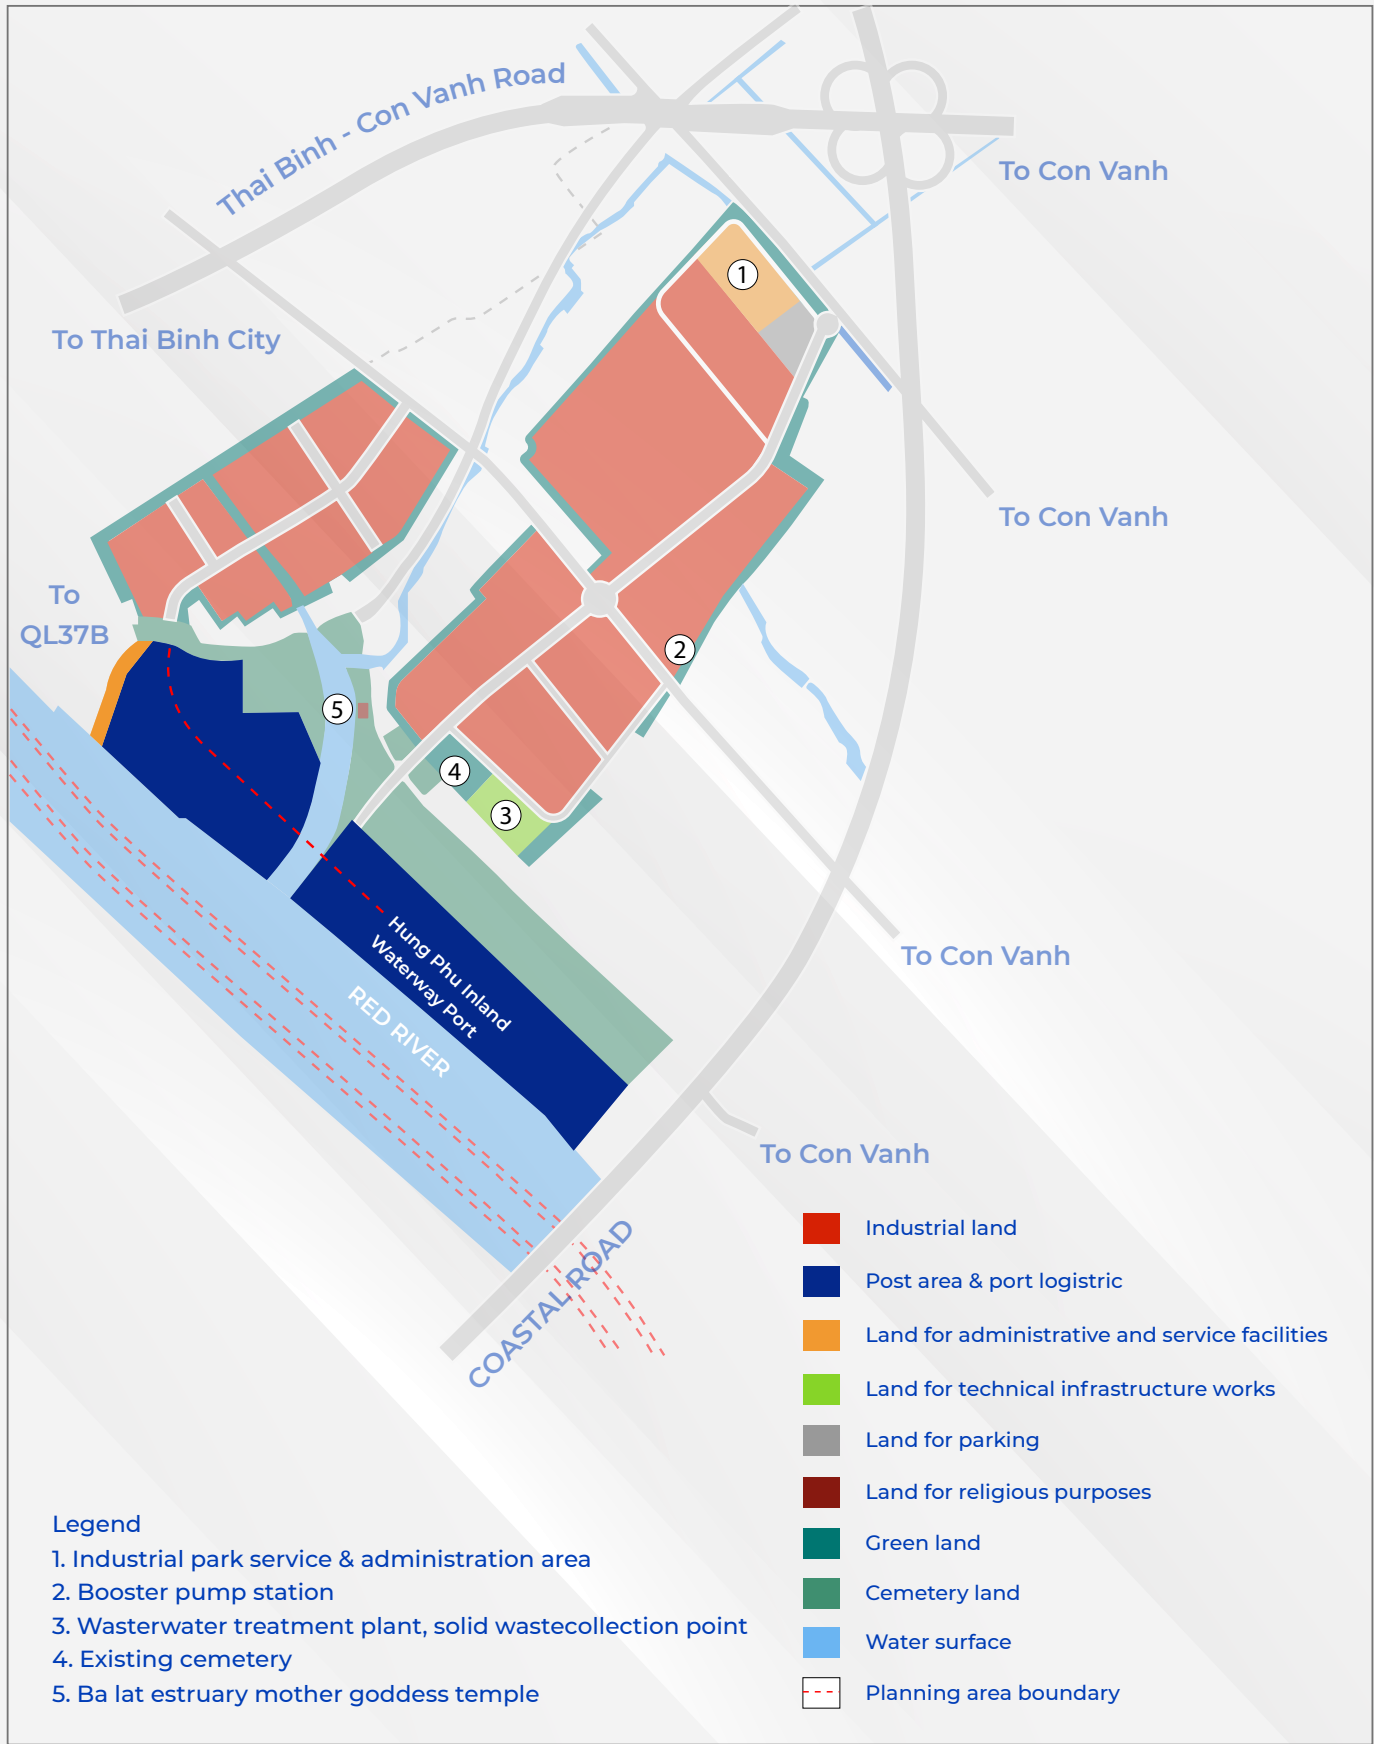 Thai Binh - Con Vanh Road
To Con Vanh
1
To Thai Binh City
To Con Vanh
To
QL37B
2
5
4
3
Hung Phu Inland
Waterway Port
To Con Vanh
RED RIVER
To Con Vanh
COASTAL ROAD
Industrial land
Post area & port logistric
Land for administrative and service facilities
Land for technical infrastructure works
Land for parking
Land for religious purposes
Green land
Cemetery land
Water surface
Planning area boundary
Legend
1. Industrial park service & administration area
2. Booster pump station
3. Wasterwater treatment plant, solid wastecollection point
4. Existing cemetery
5. Ba lat estruary mother goddess temple